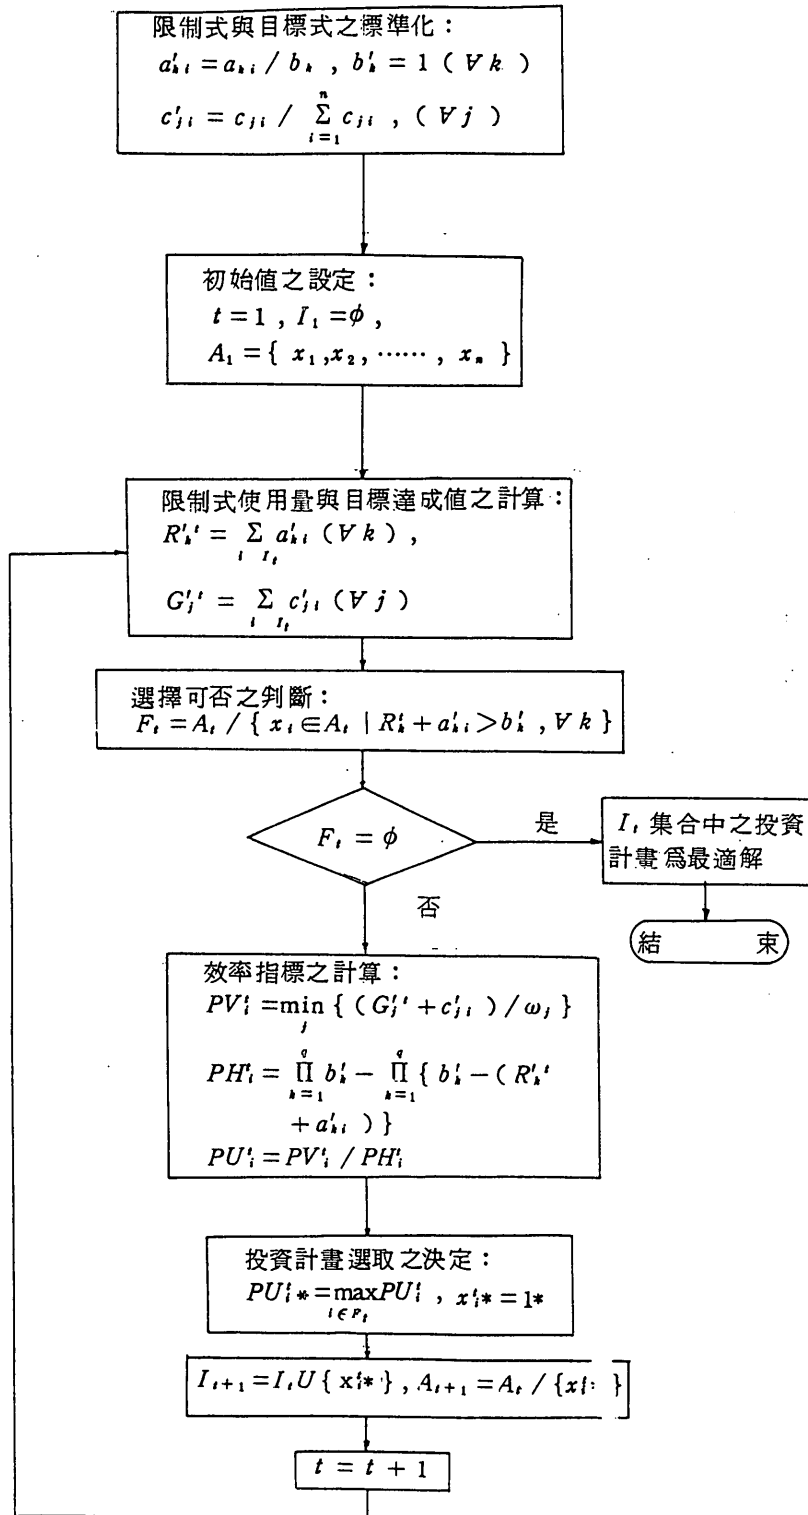 限制式與目標式之標準化：
a'ₖᵢ = aₖᵢ / bₖ , b'ₖ = 1 ( ∀ k )
c'ⱼᵢ = cⱼᵢ / Σ cⱼᵢ , ( ∀ j )
n
i = 1
初始值之設定：
t = 1 , I₁ = φ ,
A₁ = { x₁ , x₂ , …… , xₙ }
限制式使用量與目標達成值之計算：
R'ₖᵗ = Σ a'ₖᵢ ( ∀ k ) ,
i Iₜ
G'ⱼᵗ = Σ c'ⱼᵢ ( ∀ j )
i Iₜ
選擇可否之判斷：
Fₜ = Aₜ / { xᵢ ∈ Aₜ | R'ₖ + a'ₖᵢ > b'ₖ , ∀ k }
Fₜ = φ
是
Iₜ 集合中之投資
計畫爲最適解
否
結 束
效率指標之計算：
PVᵢᵗ = min { ( G'ⱼᵗ + c'ⱼᵢ ) / ωⱼ }
j
q q
PHᵢᵗ = Π b'ₖ − Π { b'ₖ − ( R'ₖᵗ
k = 1 k = 1
+ a'ₖᵢ ) }
PUᵢᵗ = PVᵢᵗ / PHᵢᵗ
投資計畫選取之決定：
PUᵢᵗ* = max PUᵢᵗ , xᵢᵗ* = 1*
i ∈ Fₜ
Iₜ₊₁ = Iₜ U { xᵢᵗ* } , Aₜ₊₁ = Aₜ / { xᵢᵗ }
t = t + 1